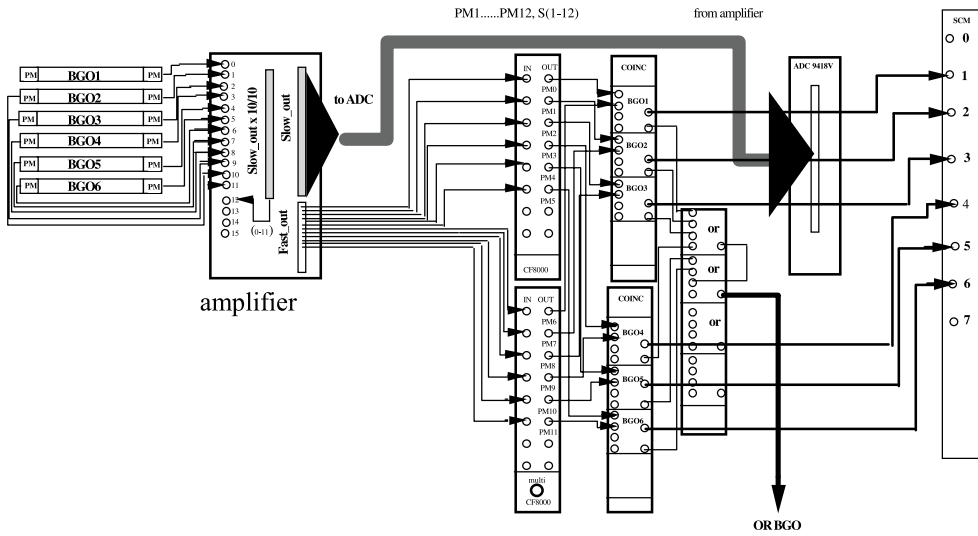 PM1......PM12, S(1-12)
from amplifier
SCM
0
1
2
3
4
5
6
7
PM BGO1 PM
PM BGO2 PM
PM BGO3 PM
PM BGO4 PM
PM BGO5 PM
PM BGO6 PM
0
1
2
3
4
5
6
7
8
9
10
11
12
13
14
15
(0-11)
Slow_out x 10/10
Slow_out
Fast_out
amplifier
to ADC
IN OUT
PM0
PM1
PM2
PM3
PM4
PM5
CF8000
COINC
BGO1
BGO2
BGO3
ADC 9418V
IN OUT
PM6
PM7
PM8
PM9
PM10
PM11
multi
CF8000
COINC
BGO4
BGO5
BGO6
or
or
or
OR BGO